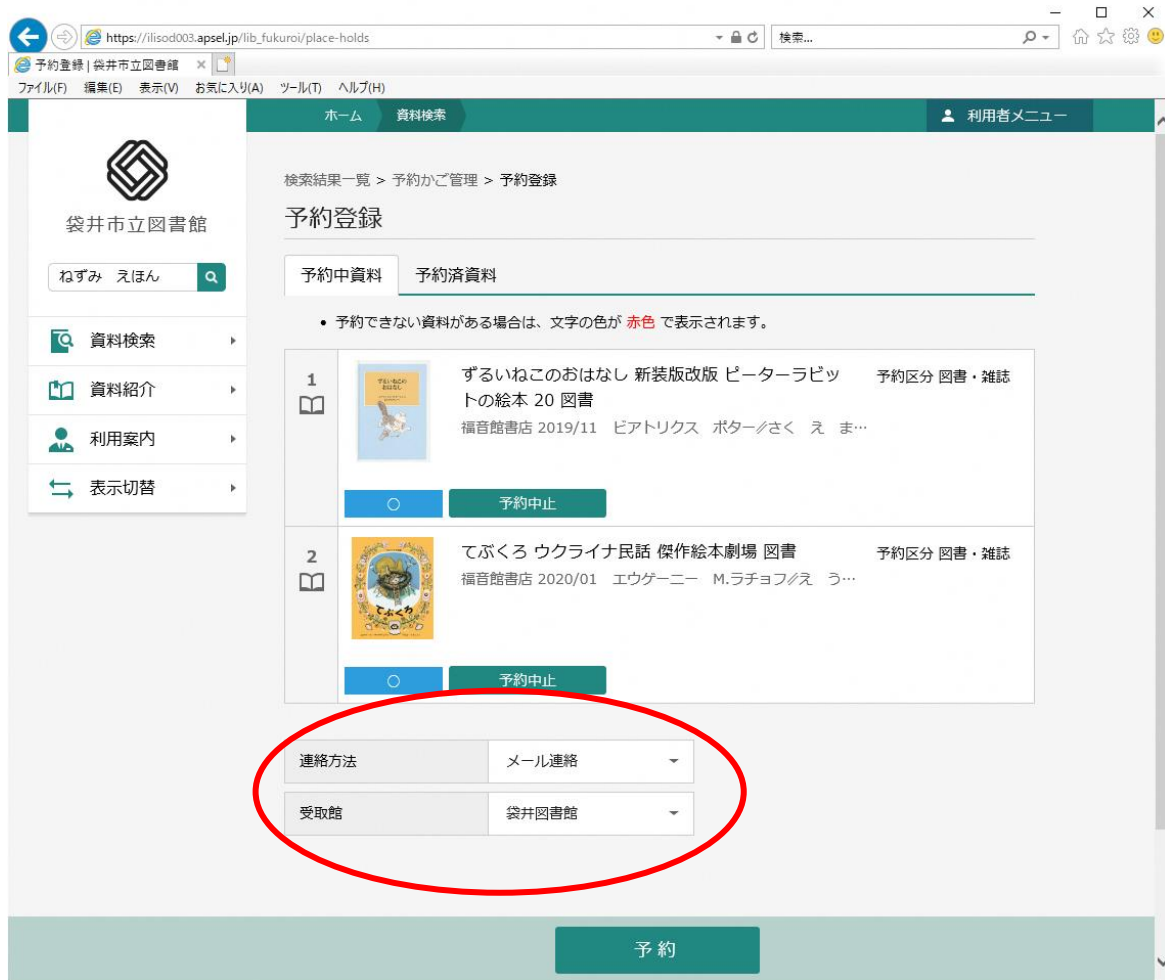 https://ilisod003.apsel.jp/lib_fukuroi/place-holds
検索...
予約登録 | 袋井市立図書館
ファイル(F) 編集(E) 表示(V) お気に入り(A) ツール(T) ヘルプ(H)
ホーム 資料検索 利用者メニュー
袋井市立図書館
ねずみ えほん
資料検索
資料紹介
利用案内
表示切替
検索結果一覧 > 予約かご管理 > 予約登録
予約登録
予約中資料 予約済資料
• 予約できない資料がある場合は、文字の色が 赤色 で表示されます。
1
ずるいねこのおはなし 新装版改版 ピーターラビッ
トの絵本 20 図書
予約区分 図書・雑誌
福音館書店 2019/11 ビアトリクス ポター//さく え ま…
○ 予約中止
2
てぶくろ
てぶくろ ウクライナ民話 傑作絵本劇場 図書
予約区分 図書・雑誌
福音館書店 2020/01 エウゲーニー M.ラチョフ//え う…
○ 予約中止
連絡方法 メール連絡
受取館 袋井図書館
予約